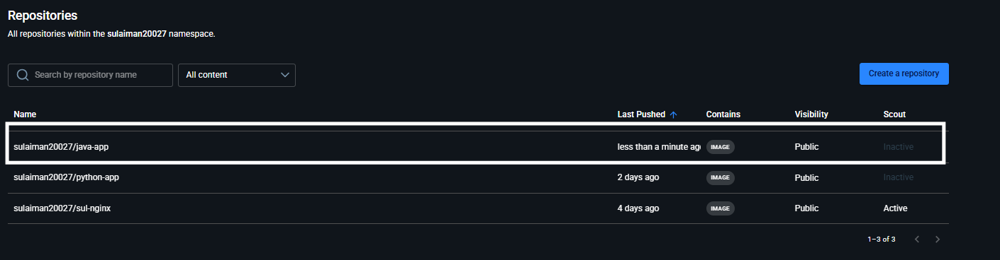 Repositories
All repositories within the sulaiman20027 namespace.
Search by repository name All content Create a repository
Name Last Pushed Contains Visibility Scout
sulaiman20027/java-app less than a minute ago IMAGE Public Inactive
sulaiman20027/python-app 2 days ago IMAGE Public Inactive
sulaiman20027/sul-nginx 4 days ago IMAGE Public Active
1–3 of 3